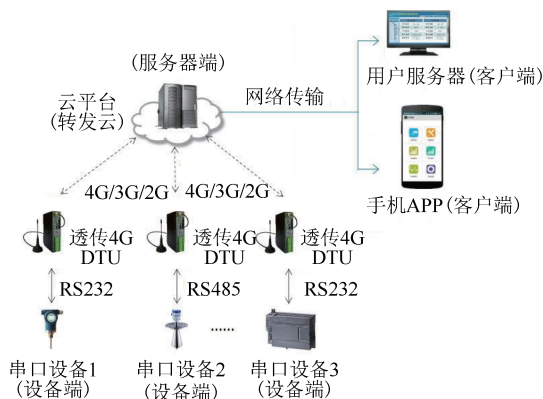 (服务器端)
云平台
(转发云)
网络传输
用户服务器(客户端)
手机APP(客户端)
4G/3G/2G 4G/3G/2G
透传4G
DTU
透传4G
DTU
透传4G
DTU
RS232
RS485
RS232
......
串口设备1
(设备端)
串口设备2
(设备端)
串口设备3
(设备端)